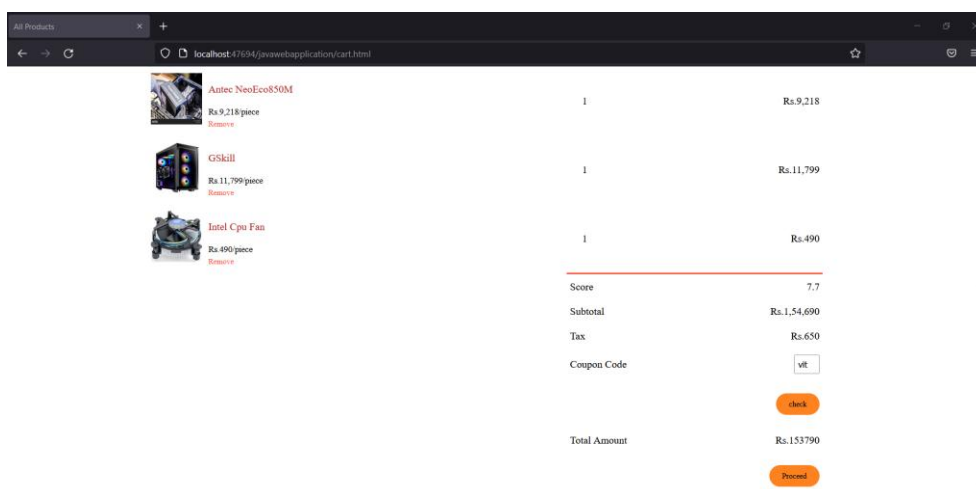 All Products
localhost:47694/javawebapplication/cart.html
Antec NeoEco850M
Rs.9,218/piece
Remove
1
Rs.9,218
GSkill
Rs.11,799/piece
Remove
1
Rs.11,799
Intel Cpu Fan
Rs.490/piece
Remove
1
Rs.490
Score 7.7
Subtotal Rs.1,54,690
Tax Rs.650
Coupon Code vit
check
Total Amount Rs.153790
Proceed